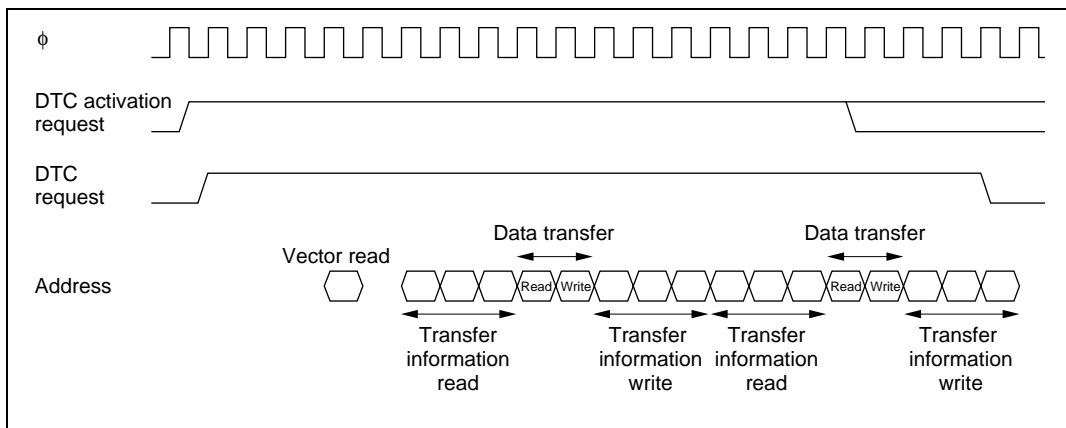 ϕ
DTC activation
request
DTC
request
Data transfer
Data transfer
Vector read
Address
Read
Write
Read
Write
Transfer
information
read
Transfer
information
write
Transfer
information
read
Transfer
information
write